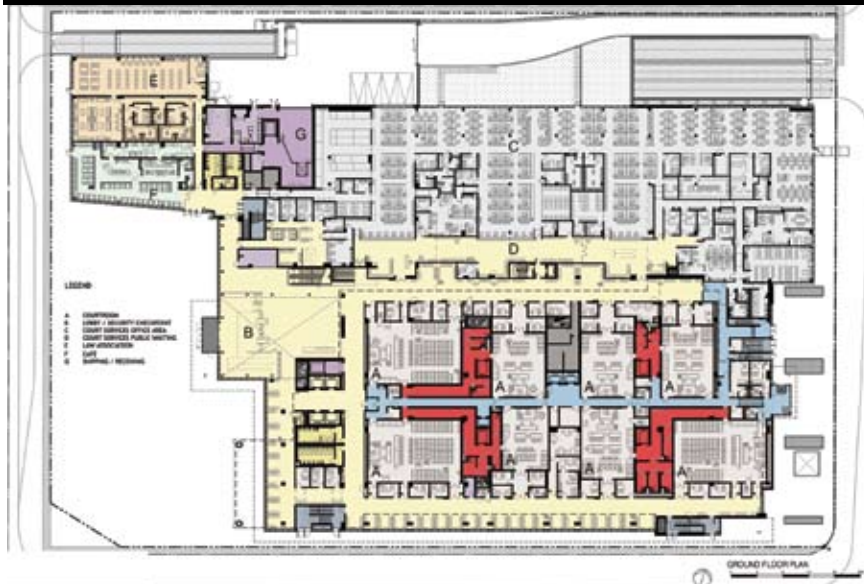 E
G
C
D
LEGEND
A COURTROOM
B LOBBY / SECURITY CHECKPOINT
C COURT SERVICES OFFICE AREA
D COURT SERVICES PUBLIC WAITING
E LAW ASSOCIATION
F CAFE
G SHIPPING / RECEIVING
B
A A A A
A A A A
GROUND FLOOR PLAN